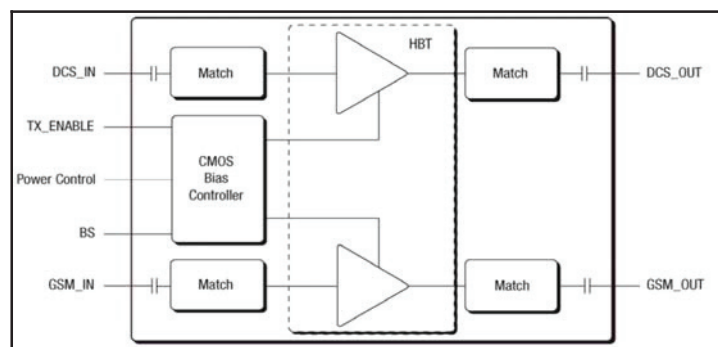 HBT
DCS_IN
Match
Match
DCS_OUT
TX_ENABLE
CMOS
Bias
Controller
Power Control
BS
GSM_IN
Match
Match
GSM_OUT